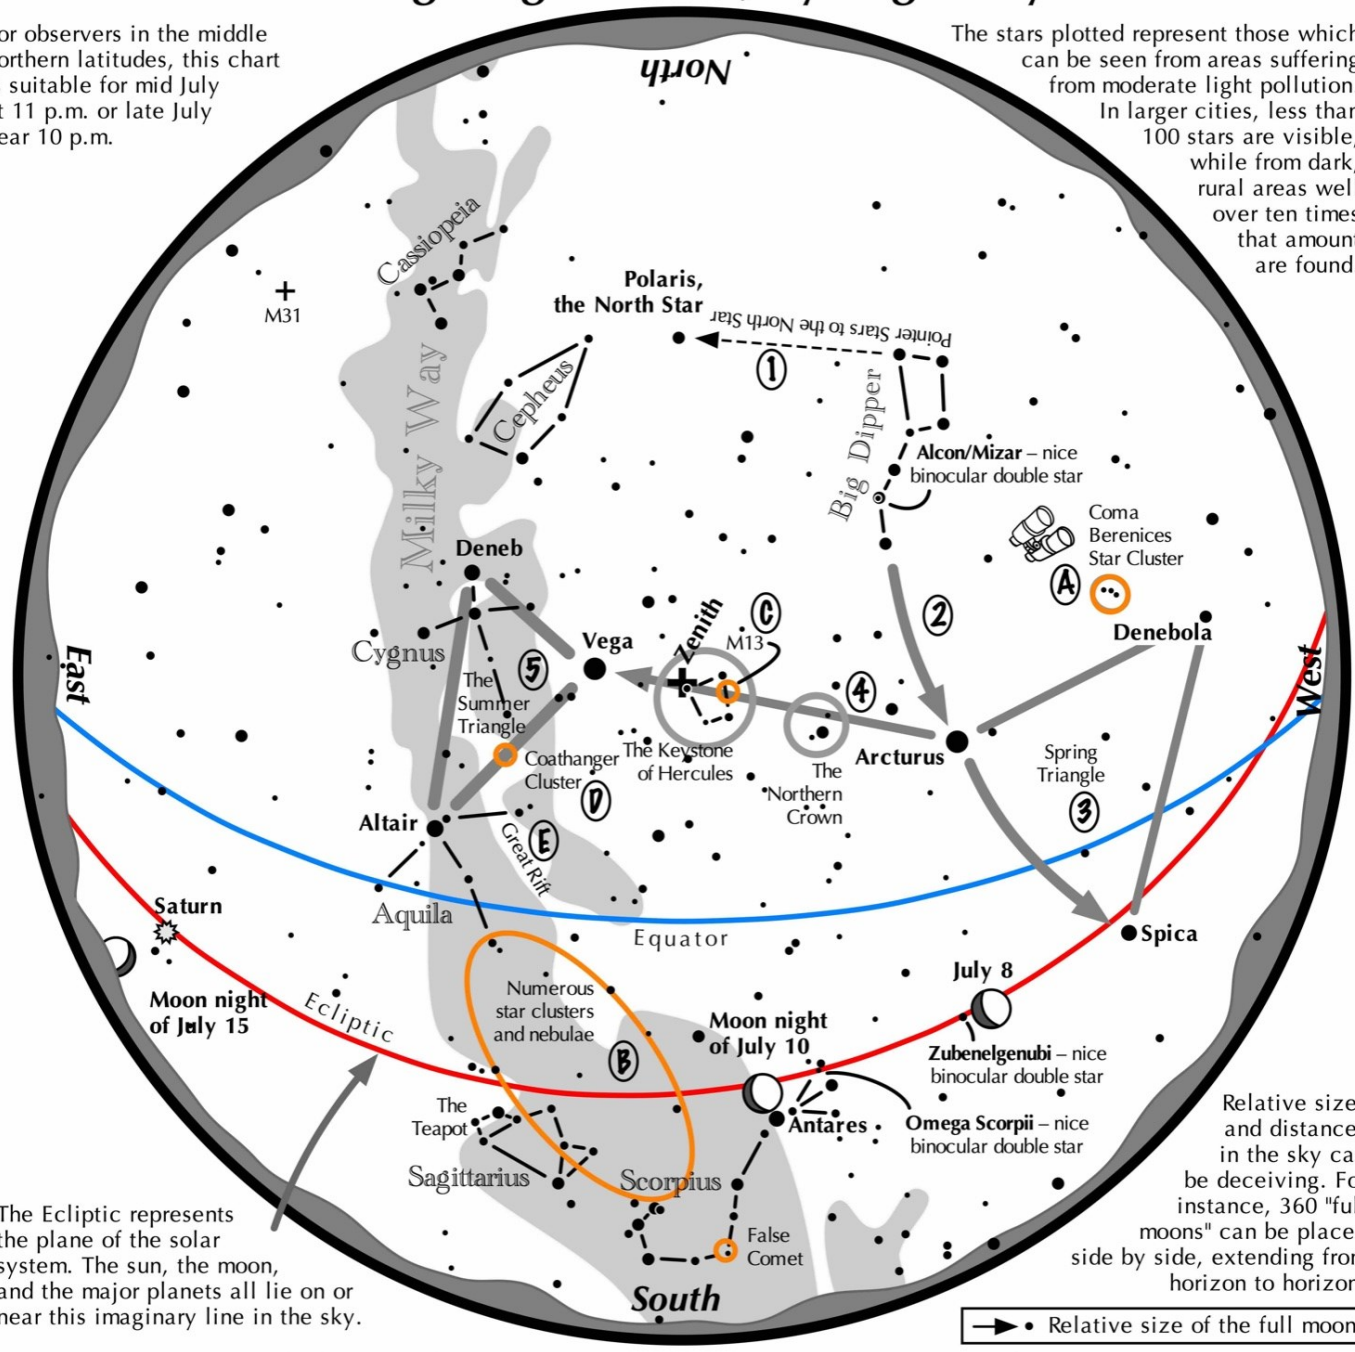 or observers in the middle
orthern latitudes, this chart
suitable for mid July
t 11 p.m. or late July
ear 10 p.m.
The stars plotted represent those which
can be seen from areas suffering
from moderate light pollution.
In larger cities, less than
100 stars are visible,
while from dark,
rural areas well
over ten times
that amount
are found.
North
Cassiopeia
M31
Polaris,
the North Star
Pointer Stars to the North Star
1
Milky Way
Cepheus
Big Dipper
Alcon/Mizar – nice
binocular double star
Coma
Berenices
Star Cluster
A
Deneb
2
Denebola
Cygnus
Vega
Zenith
C
M13
East
West
5
The
Summer
Triangle
4
Coathanger
Cluster
D
The Keystone
of Hercules
Arcturus
The
Northern
Crown
Spring
Triangle
3
Altair
E
Great Rift
Aquila
Equator
Saturn
Spica
Moon night
of July 15
Ecliptic
Numerous
star clusters
and nebulae
B
July 8
Moon night
of July 10
Zubenelgenubi – nice
binocular double star
The
Teapot
Antares
Omega Scorpii – nice
binocular double star
Sagittarius
Scorpius
False
Comet
South
The Ecliptic represents
the plane of the solar
system. The sun, the moon,
and the major planets all lie on or
near this imaginary line in the sky.
Relative size
and distance
in the sky ca
be deceiving. Fo
instance, 360 "ful
moons" can be place
side by side, extending fro
horizon to horizon
Relative size of the full moon